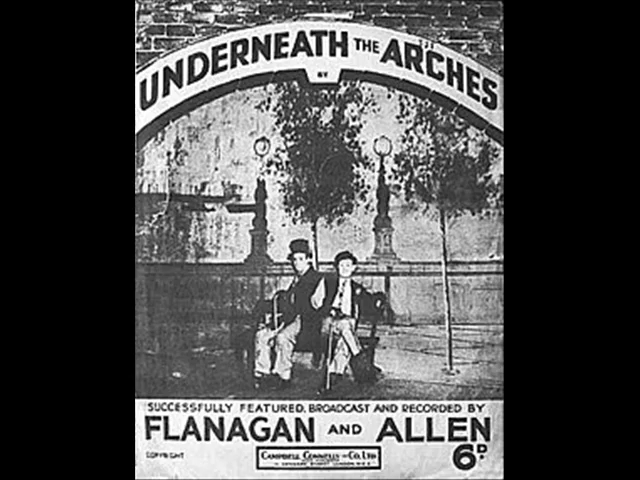 UNDERNEATH THE ARCHES
BY
SUCCESSFULLY FEATURED, BROADCAST AND RECORDED BY
FLANAGAN AND ALLEN
COPYRIGHT
CAMPBELL CONNELLY & CO. LTD
6D.